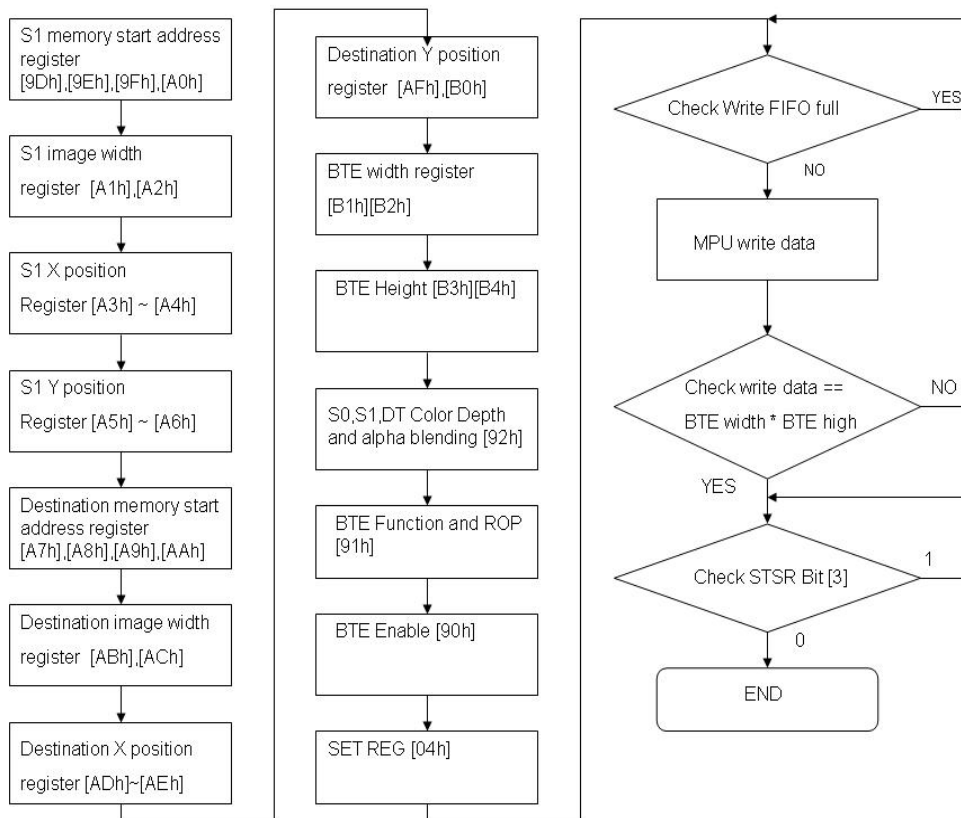 S1 memory start address
register
[9Dh],[9Eh],[9Fh],[A0h]
S1 image width
register [A1h],[A2h]
S1 X position
Register [A3h] ~ [A4h]
S1 Y position
Register [A5h] ~ [A6h]
Destination memory start
address register
[A7h],[A8h],[A9h],[AAh]
Destination image width
register [ABh],[ACh]
Destination X position
register [ADh]~[AEh]
Destination Y position
register [AFh],[B0h]
BTE width register
[B1h][B2h]
BTE Height [B3h][B4h]
S0,S1,DT Color Depth
and alpha blending [92h]
BTE Function and ROP
[91h]
BTE Enable [90h]
SET REG [04h]
Check Write FIFO full
YES
NO
MPU write data
Check write data ==
BTE width * BTE high
NO
YES
Check STSR Bit [3]
1
0
END